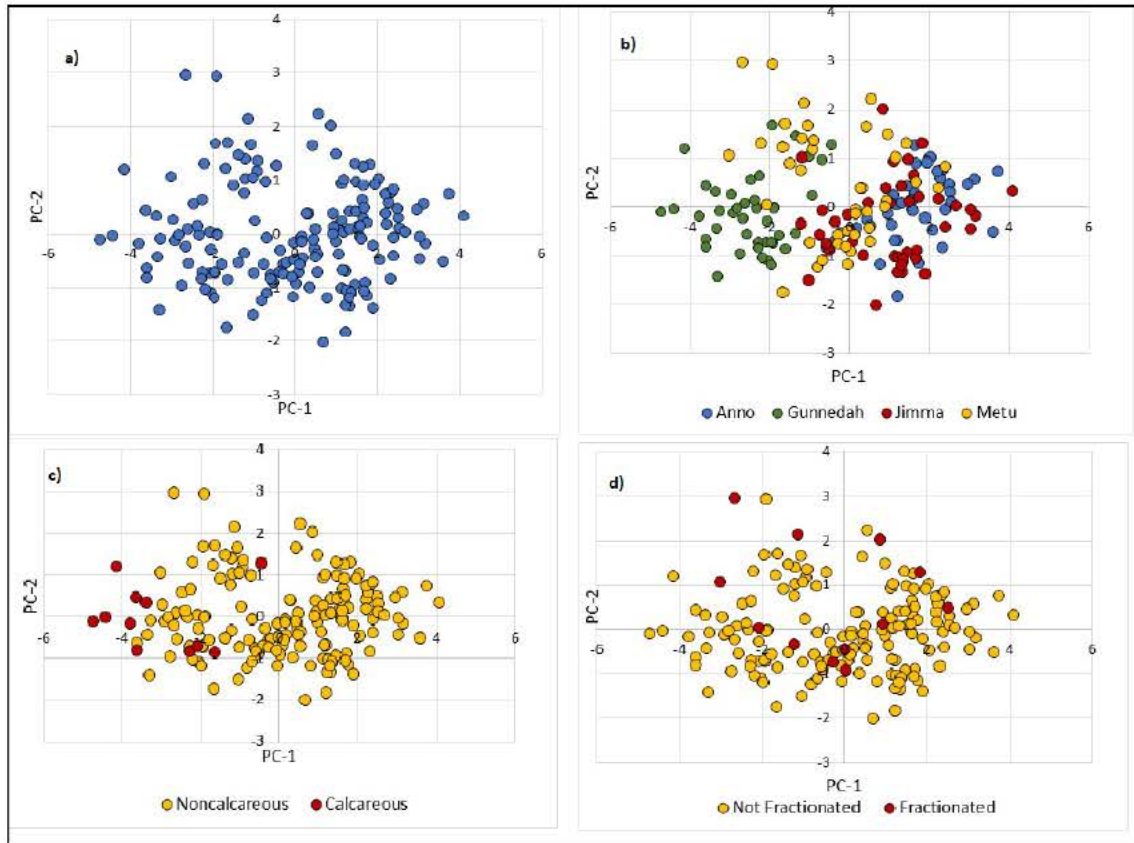 a)
4
3
2
1
-6 -4 -2 0 2 4 6
-1
-2
-3
PC-2
PC-1
b)
4
3
2
1
-6 -4 -2 0 2 4 6
-1
-2
-3
PC-2
PC-1
Anno Gunnedah Jimma Metu
c)
4
3
2
1
-6 -4 -2 0 2 4 6
-1
-2
-3
PC-2
PC-1
Noncalcareous Calcareous
d)
4
3
2
1
-6 -4 -2 0 2 4 6
-1
-2
-3
PC-2
PC-1
Not Fractionated Fractionated